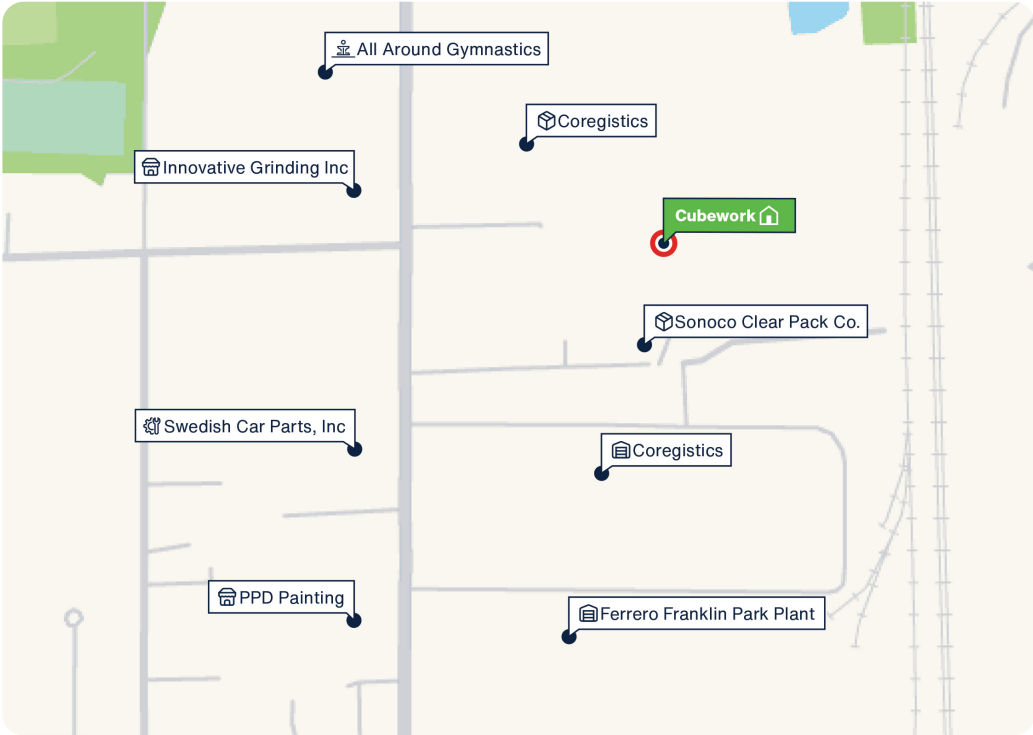 All Around Gymnastics
Coregistics
Innovative Grinding Inc
Cubework
Sonoco Clear Pack Co.
Swedish Car Parts, Inc
Coregistics
PPD Painting
Ferrero Franklin Park Plant